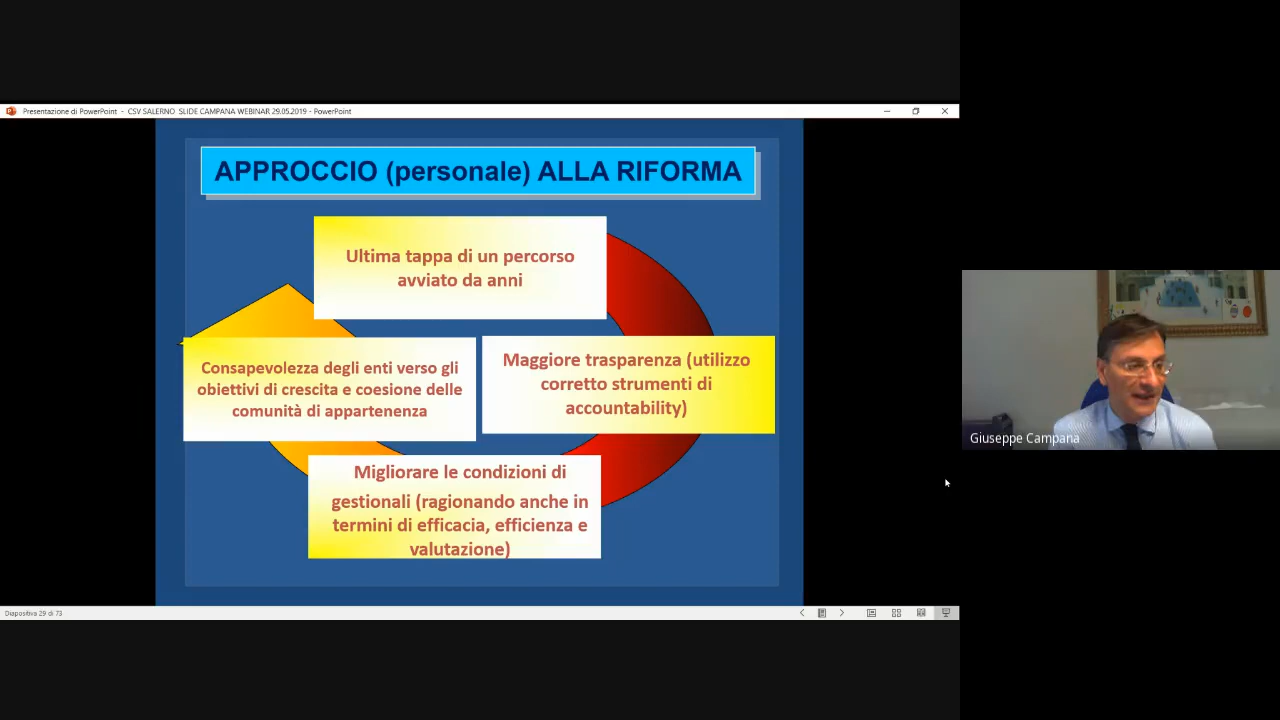 Presentazione di PowerPoint - CSV SALERNO SLIDE CAMPANA WEBINAR 29.05.2019 - PowerPoint
APPROCCIO (personale) ALLA RIFORMA
Ultima tappa di un percorso
avviato da anni
Maggiore trasparenza (utilizzo
corretto strumenti di
accountability)
Consapevolezza degli enti verso gli
obiettivi di crescita e coesione delle
comunità di appartenenza
Migliorare le condizioni di
gestionali (ragionando anche in
termini di efficacia, efficienza e
valutazione)
Giuseppe Campana
Diapositiva 29 di 73